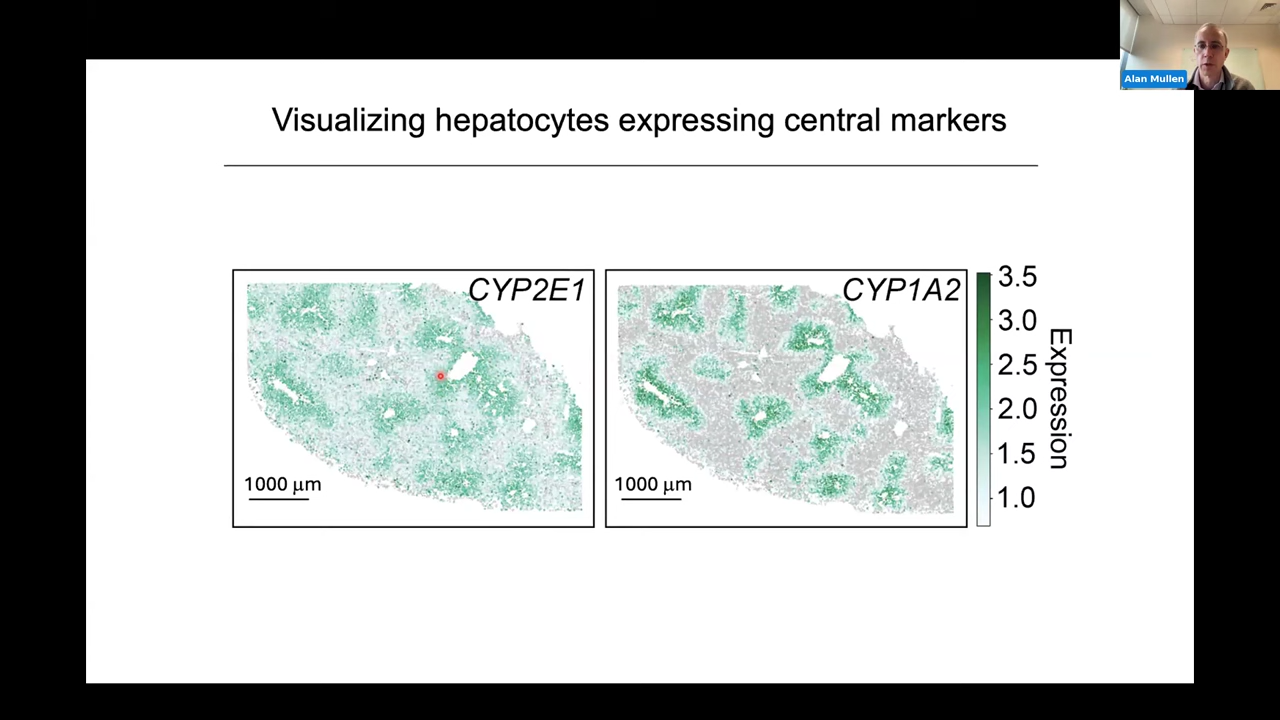 Alan Mullen
Visualizing hepatocytes expressing central markers
CYP2E1
1000 μm
CYP1A2
1000 μm
3.5
3.0
2.5
2.0
1.5
1.0
Expression